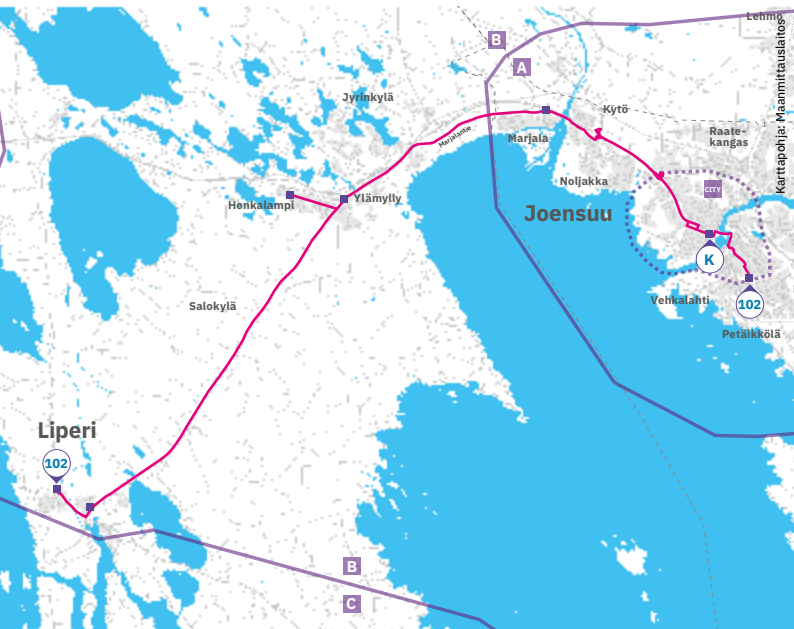 Lehmo
B
A
Karttapohja: Maanmittauslaitos
Jyrinkylä
Kytö
Marjalantie
Marjala
Raate-
kangas
Noljakka
CITY
Honkalampi
Ylämylly
Joensuu
K
Vehkalahti
102
Salokylä
Petäikkölä
Liperi
102
B
C